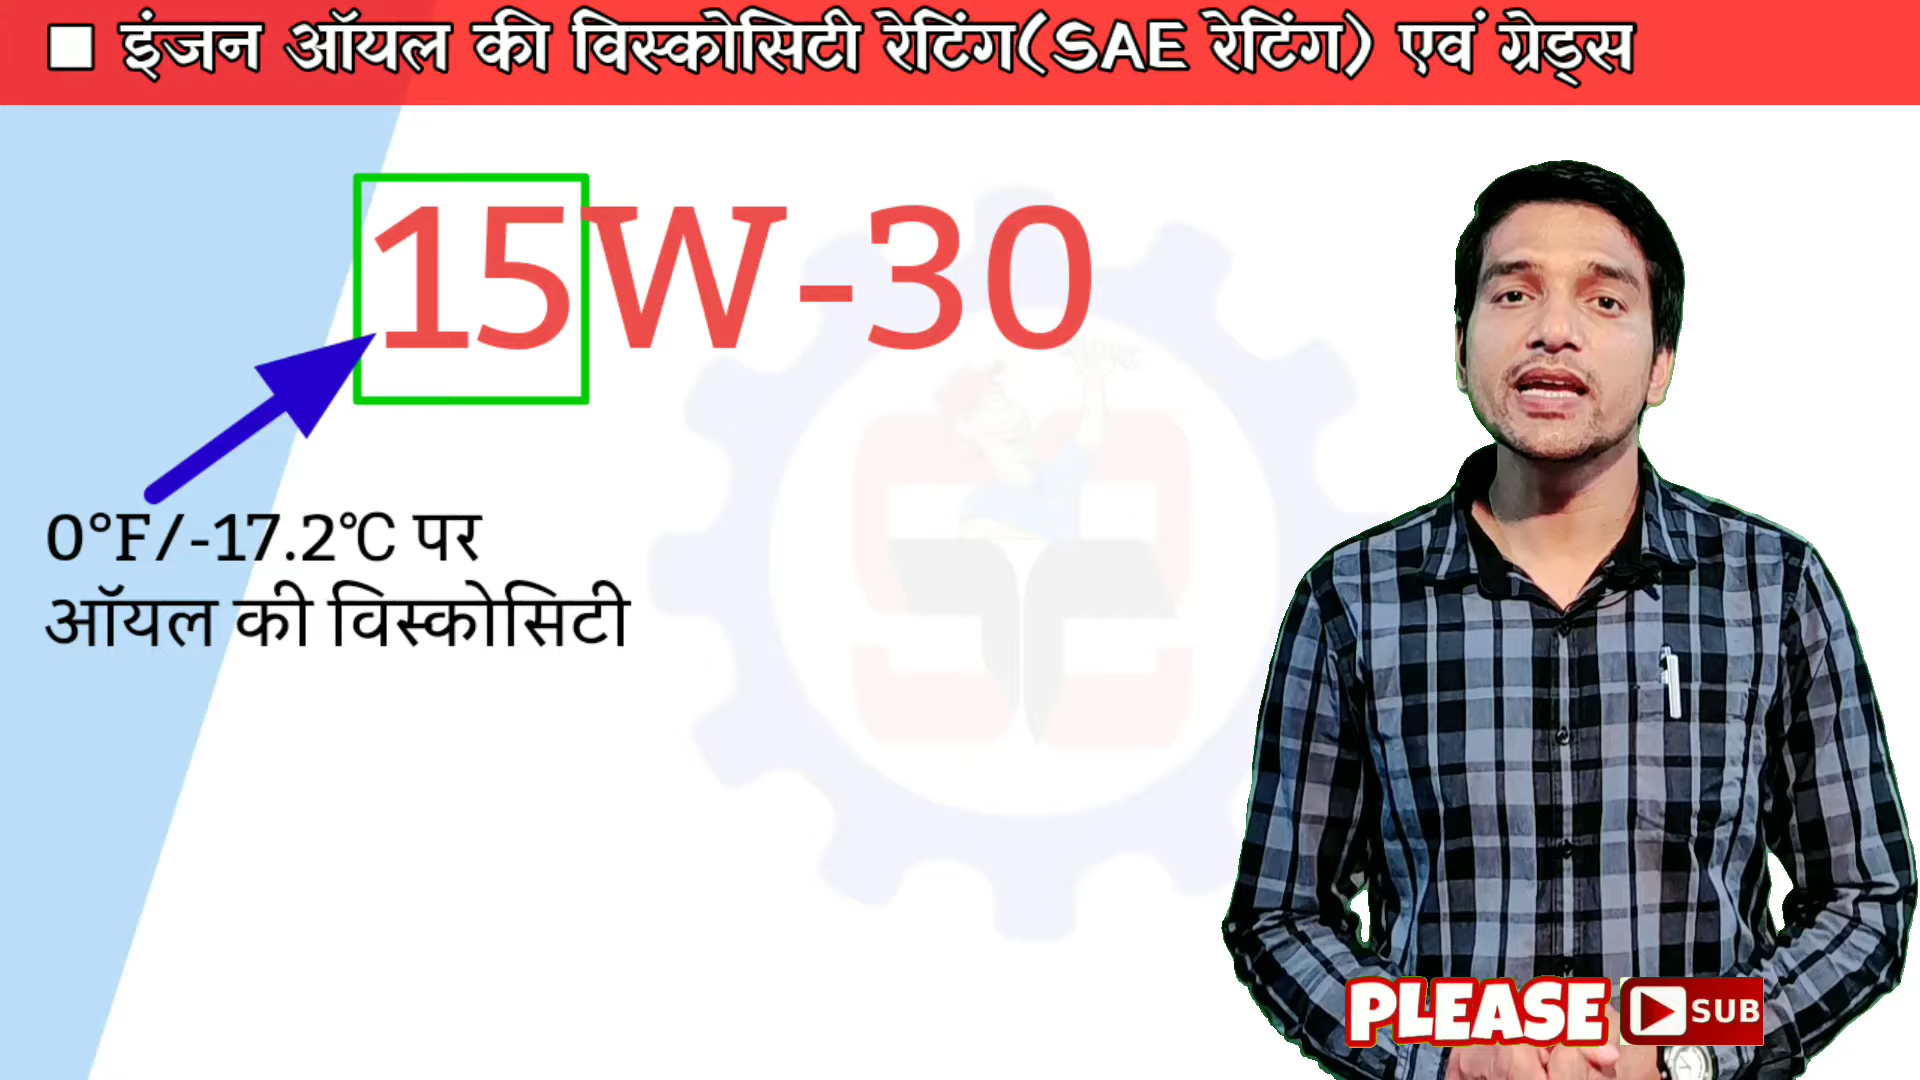 इंजन ऑयल की विस्कोसिटी रेटिंग(SAE रेटिंग) एवं ग्रेड्स
15W-30
0°F/-17.2℃ पर
ऑयल की विस्कोसिटी
PLEASE SUB